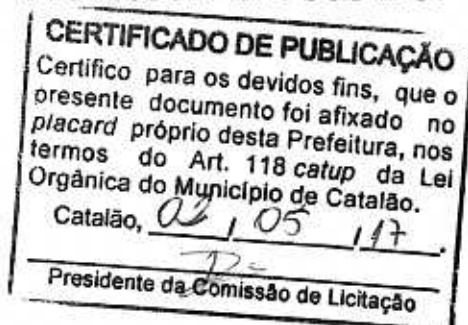 CERTIFICADO DE PUBLICAÇÃO
Certifico para os devidos fins, que o
presente documento foi afixado no
placard próprio desta Prefeitura, nos
termos do Art. 118 catup da Lei
Orgânica do Município de Catalão.
Catalão, 02 / 05 / 17.
Presidente da Comissão de Licitação